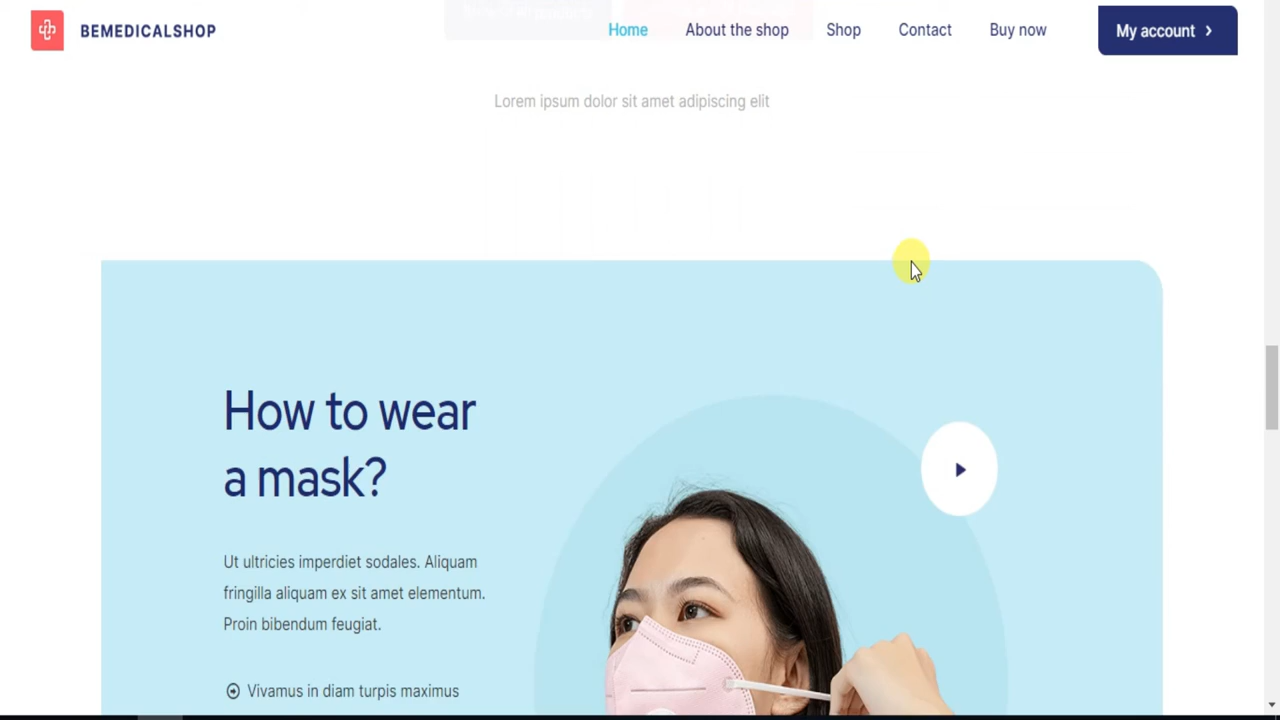 BEMEDICALSHOP
Home About the shop Shop Contact Buy now My account
Lorem ipsum dolor sit amet adipiscing elit
How to wear
a mask?
Ut ultricies imperdiet sodales. Aliquam
fringilla aliquam ex sit amet elementum.
Proin bibendum feugiat.
Vivamus in diam turpis maximus